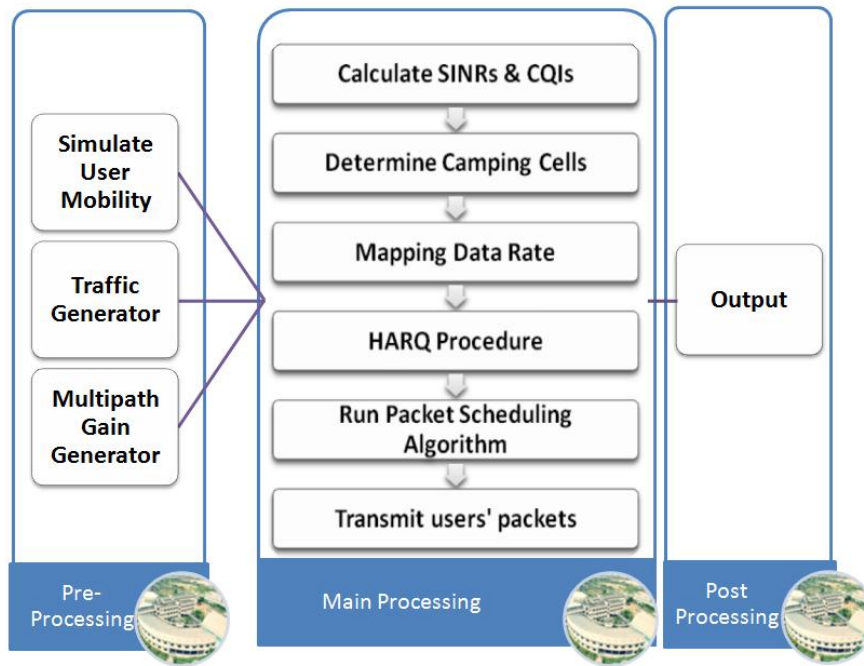 Simulate
User
Mobility
Traffic
Generator
Multipath
Gain
Generator
Pre-
Processing
Calculate SINRs & CQIs
Determine Camping Cells
Mapping Data Rate
HARQ Procedure
Run Packet Scheduling
Algorithm
Transmit users' packets
Main Processing
Output
Post
Processing